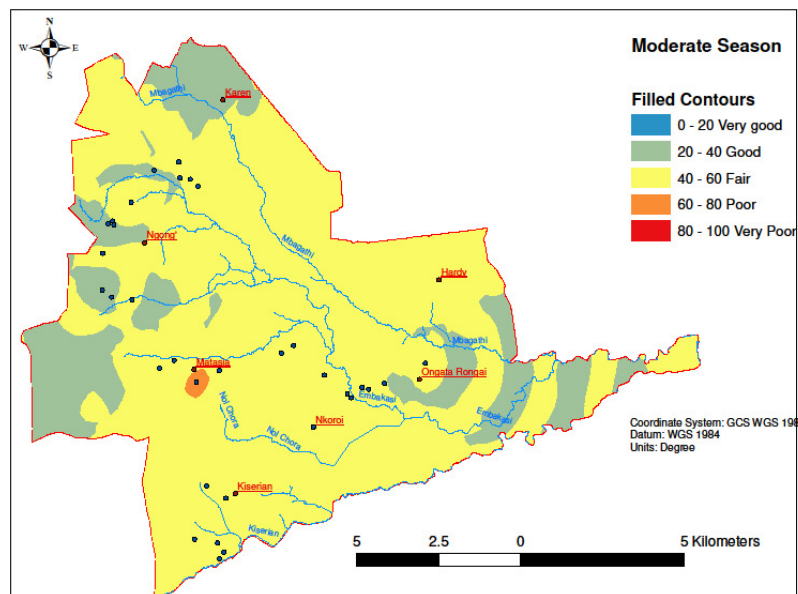 N
W E
S
Moderate Season
Filled Contours
0 - 20 Very good
20 - 40 Good
40 - 60 Fair
60 - 80 Poor
80 - 100 Very Poor
Karen
Mbagathi
Ngong
Mbagathi
Hardy
Mbagathi
Matasia
Ongata Rongai
Embakasi
Nol Chora
Embakasi
Nkoroi
Nol Chora
Coordinate System: GCS WGS 198
Datum: WGS 1984
Units: Degree
Kiserian
Kiserian
5 2.5 0 5 Kilometers